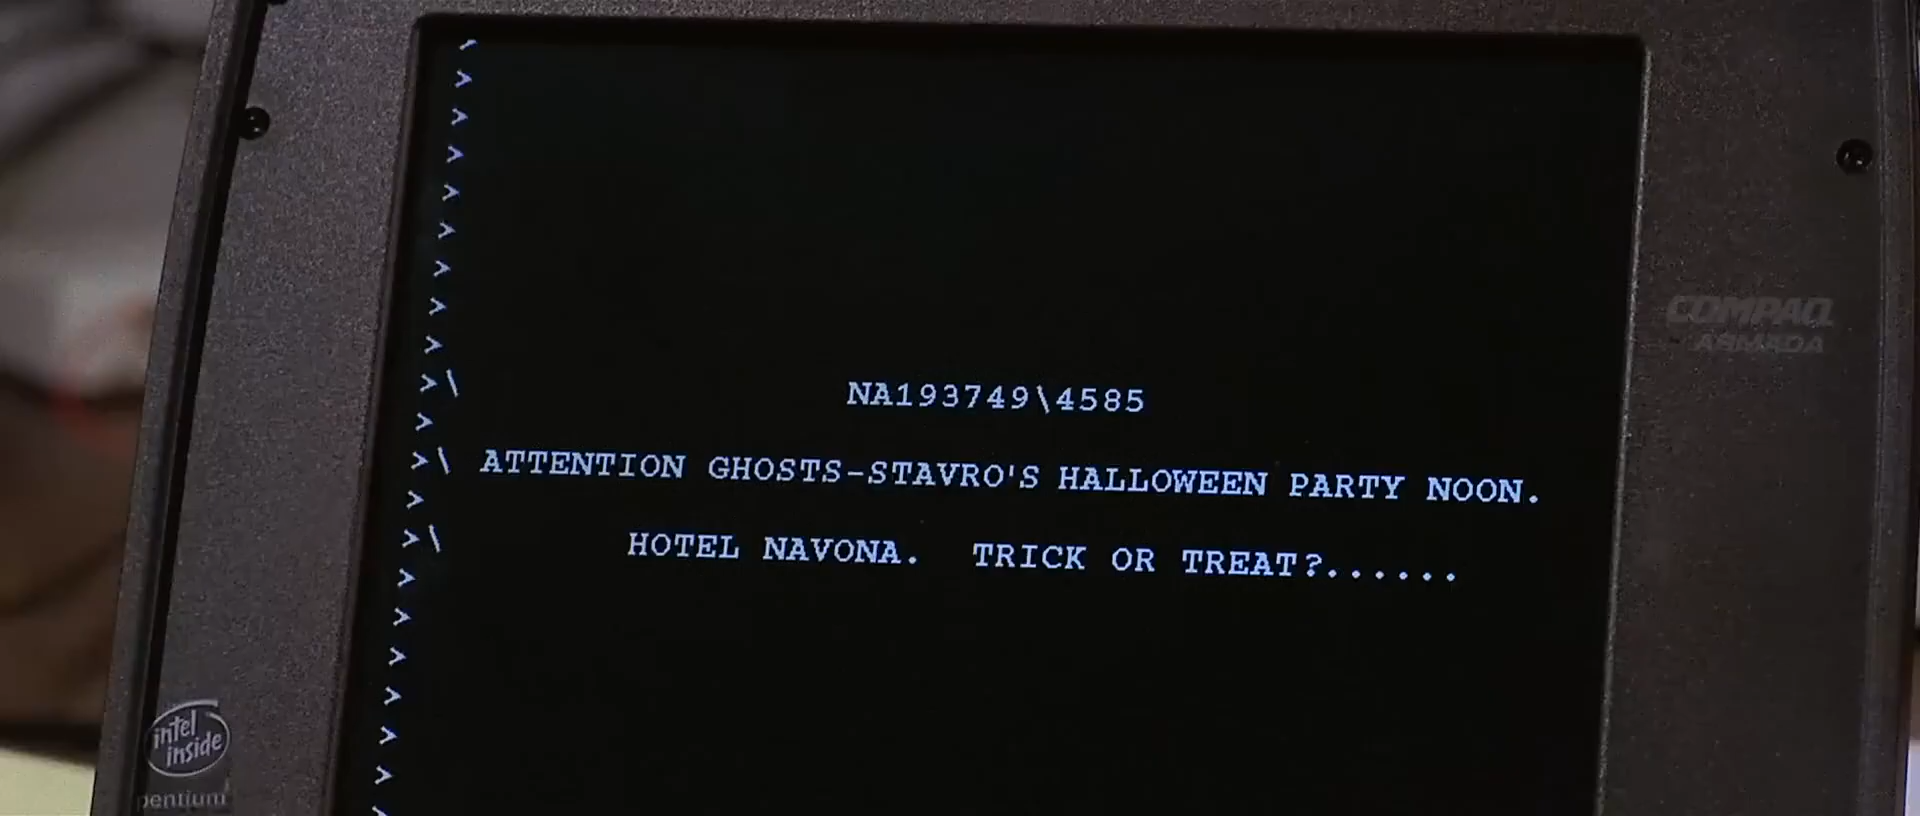 >
>
>
>
>
>
>
>
>
>\ NA193749\4585
>
>\ ATTENTION GHOSTS-STAVRO'S HALLOWEEN PARTY NOON.
>
>\ HOTEL NAVONA.  TRICK OR TREAT?......
>
>
>
>
>
>
>
COMPAQ
ARMADA
intel
inside
pentium